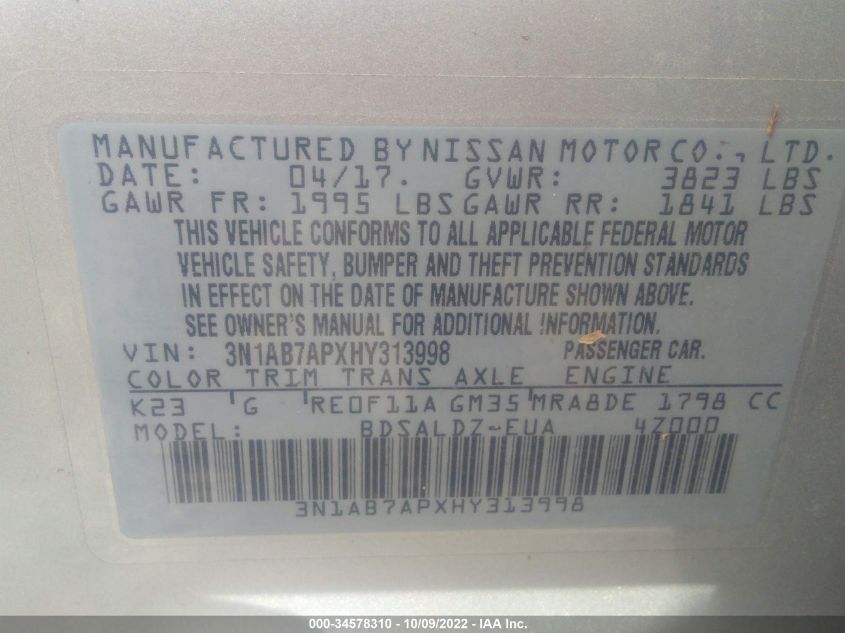 MANUFACTURED BY NISSAN MOTOR CO., LTD.
DATE: 04/17. GVWR: 3823 LBS
GAWR FR: 1995 LBS GAWR RR: 1841 LBS
THIS VEHICLE CONFORMS TO ALL APPLICABLE FEDERAL MOTOR
VEHICLE SAFETY, BUMPER AND THEFT PREVENTION STANDARDS
IN EFFECT ON THE DATE OF MANUFACTURE SHOWN ABOVE.
SEE OWNER'S MANUAL FOR ADDITIONAL INFORMATION.
VIN: 3N1AB7APXHY313998 PASSENGER CAR.
COLOR TRIM TRANS AXLE ENGINE
K23 'G 'RE0F11A GM35'MRA8DE 1798 CC
MODEL: BDSALDZ-EUA 4Z000
3N1AB7APXHY313998
000-34578310 - 10/09/2022 - IAA Inc.